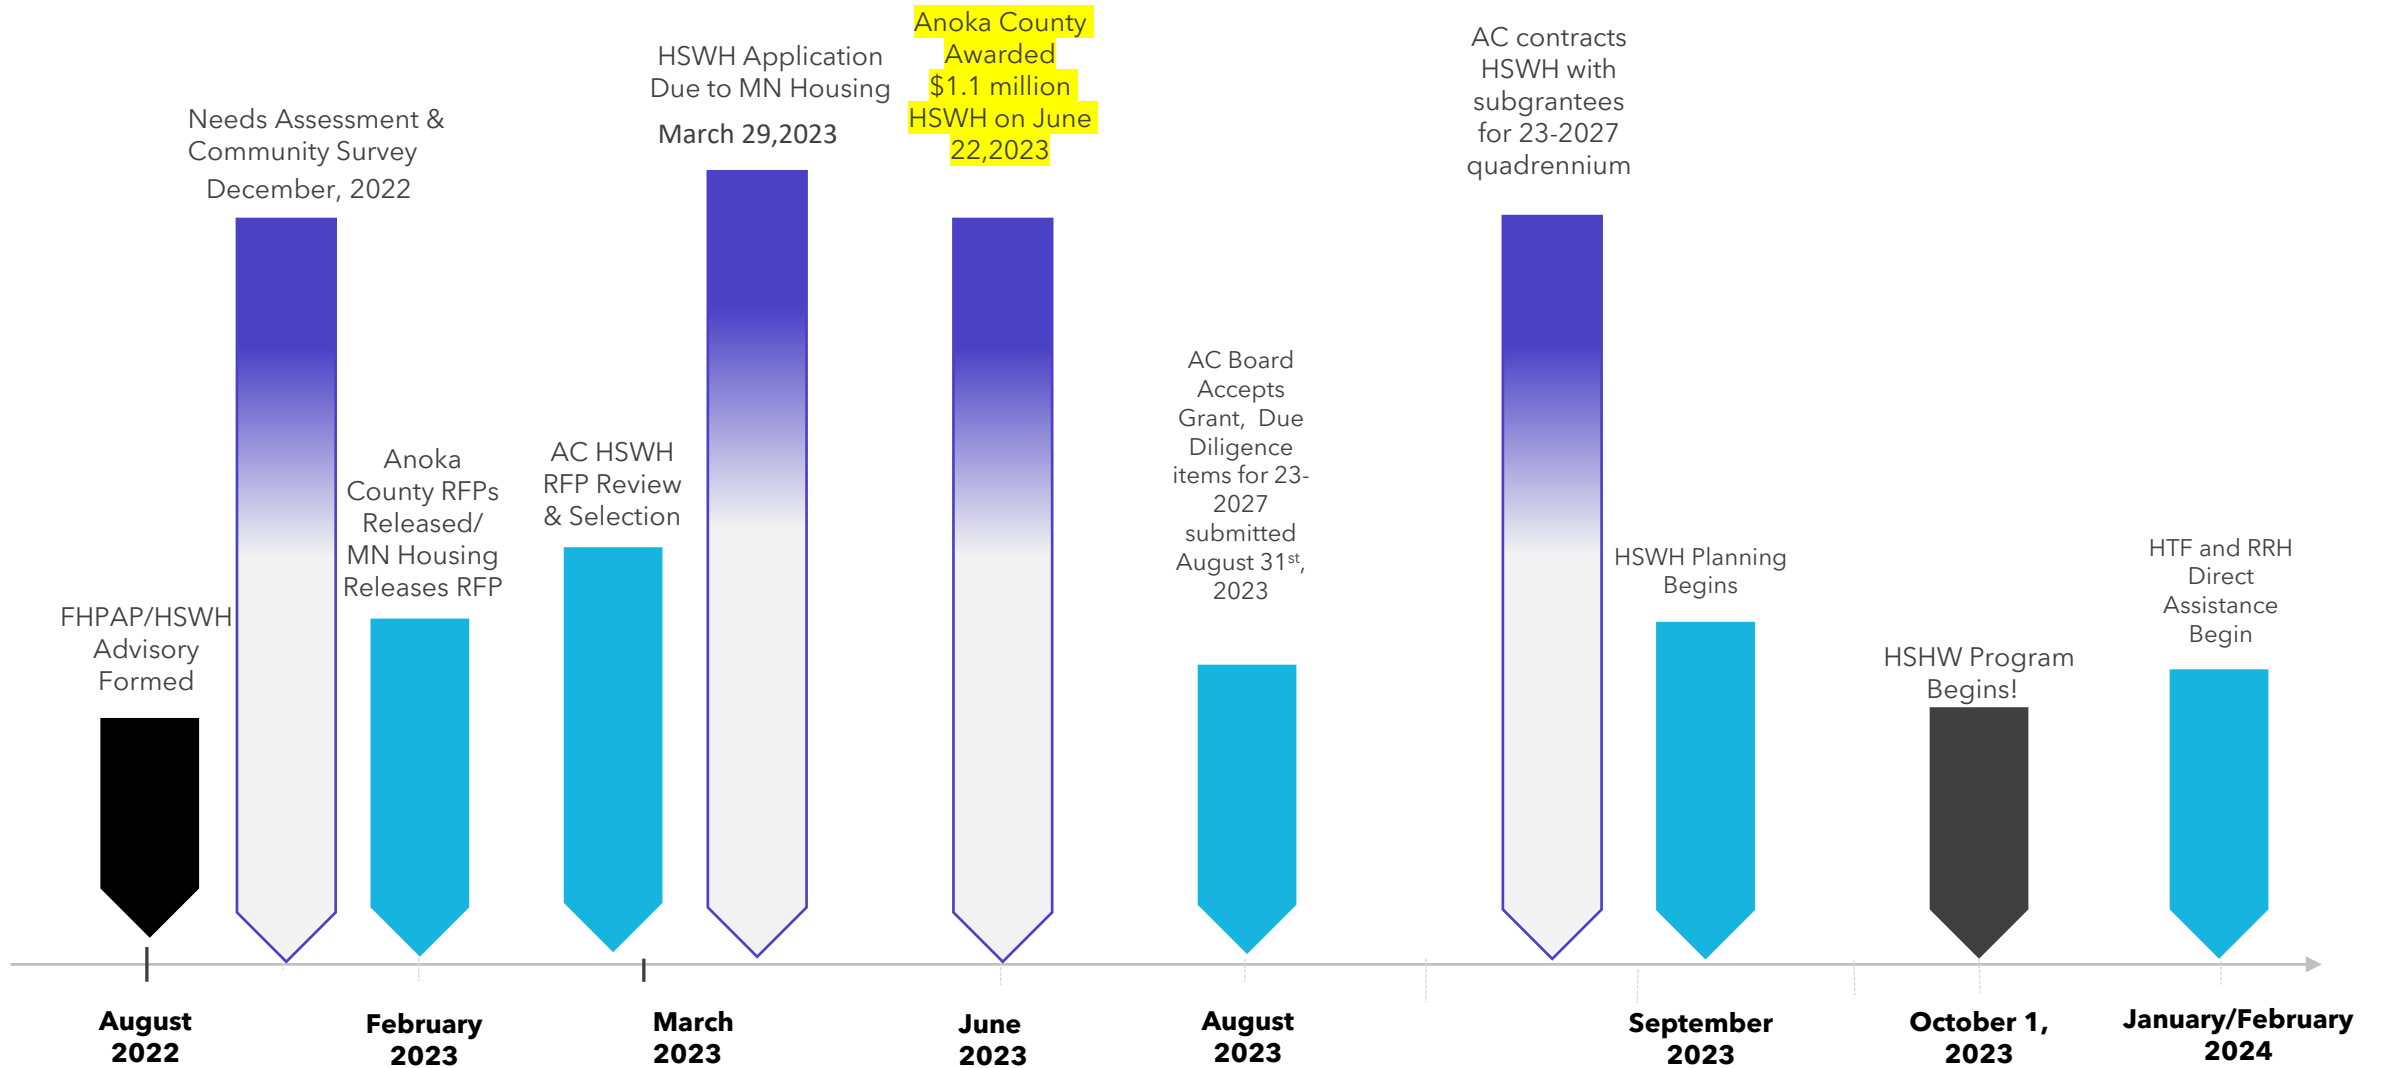 FHPAP/HSWH
Advisory
Formed
Needs Assessment &
Community Survey
December, 2022
Anoka
County RFPs
Released/
MN Housing
Releases RFP
AC HSWH
RFP Review
& Selection
HSWH Application
Due to MN Housing
March 29,2023
Anoka County
Awarded
$1.1 million
HSWH on June
22,2023
AC Board
Accepts
Grant, Due
Diligence
items for 23-
2027
submitted
August 31st,
2023
AC contracts
HSWH with
subgrantees
for 23-2027
quadrennium
HSWH Planning
Begins
HSHW Program
Begins!
HTF and RRH
Direct
Assistance
Begin
August
2022
February
2023
March
2023
June
2023
August
2023
September
2023
October 1,
2023
January/February
2024